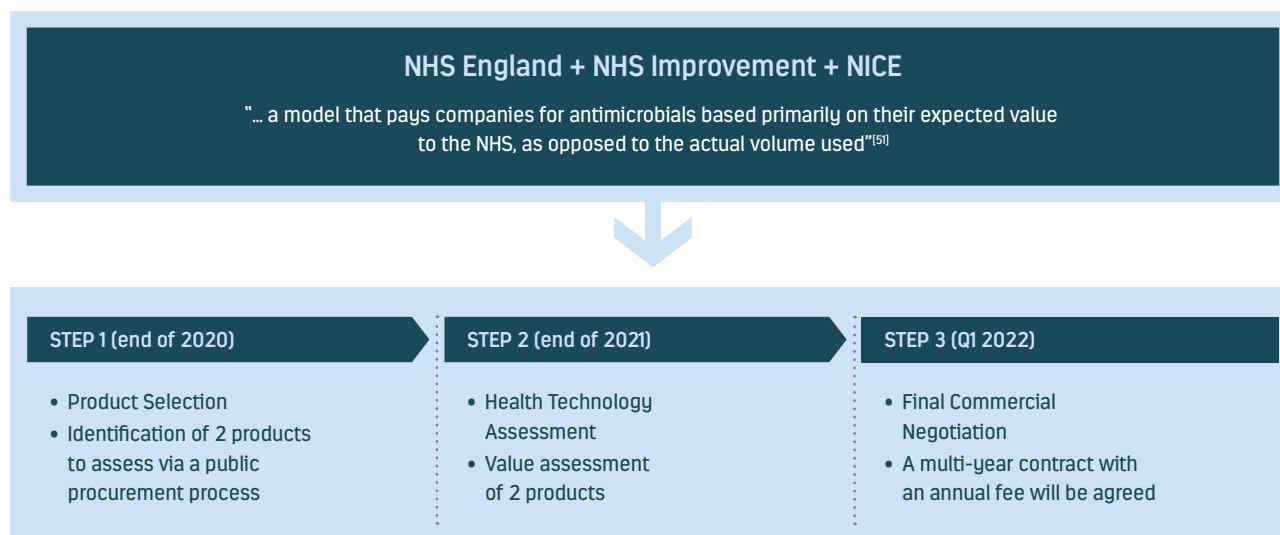 NHS England + NHS Improvement + NICE
"... a model that pays companies for antimicrobials based primarily on their expected value
to the NHS, as opposed to the actual volume used"[51]
STEP 1 (end of 2020)
• Product Selection
• Identification of 2 products
to assess via a public
procurement process
STEP 2 (end of 2021)
• Health Technology
Assessment
• Value assessment
of 2 products
STEP 3 (Q1 2022)
• Final Commercial
Negotiation
• A multi-year contract with
an annual fee will be agreed